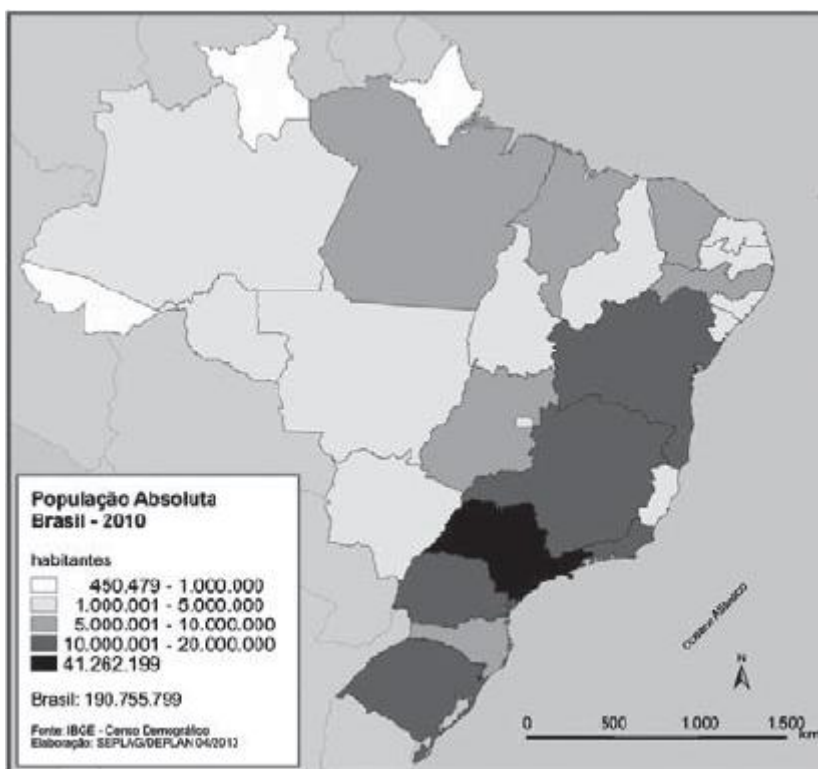 População Absoluta
Brasil - 2010
habitantes
450.479 - 1.000.000
1.000.001 - 5.000.000
5.000.001 - 10.000.000
10.000.001 - 20.000.000
41.262.199
Brasil: 190.755.799
Fonte: IBGE - Censo Demográfico
Elaboração: SEPLAG/DEPLAN 04/2013
Oceano Atlântico
N
0 500 1.000 1.500
km